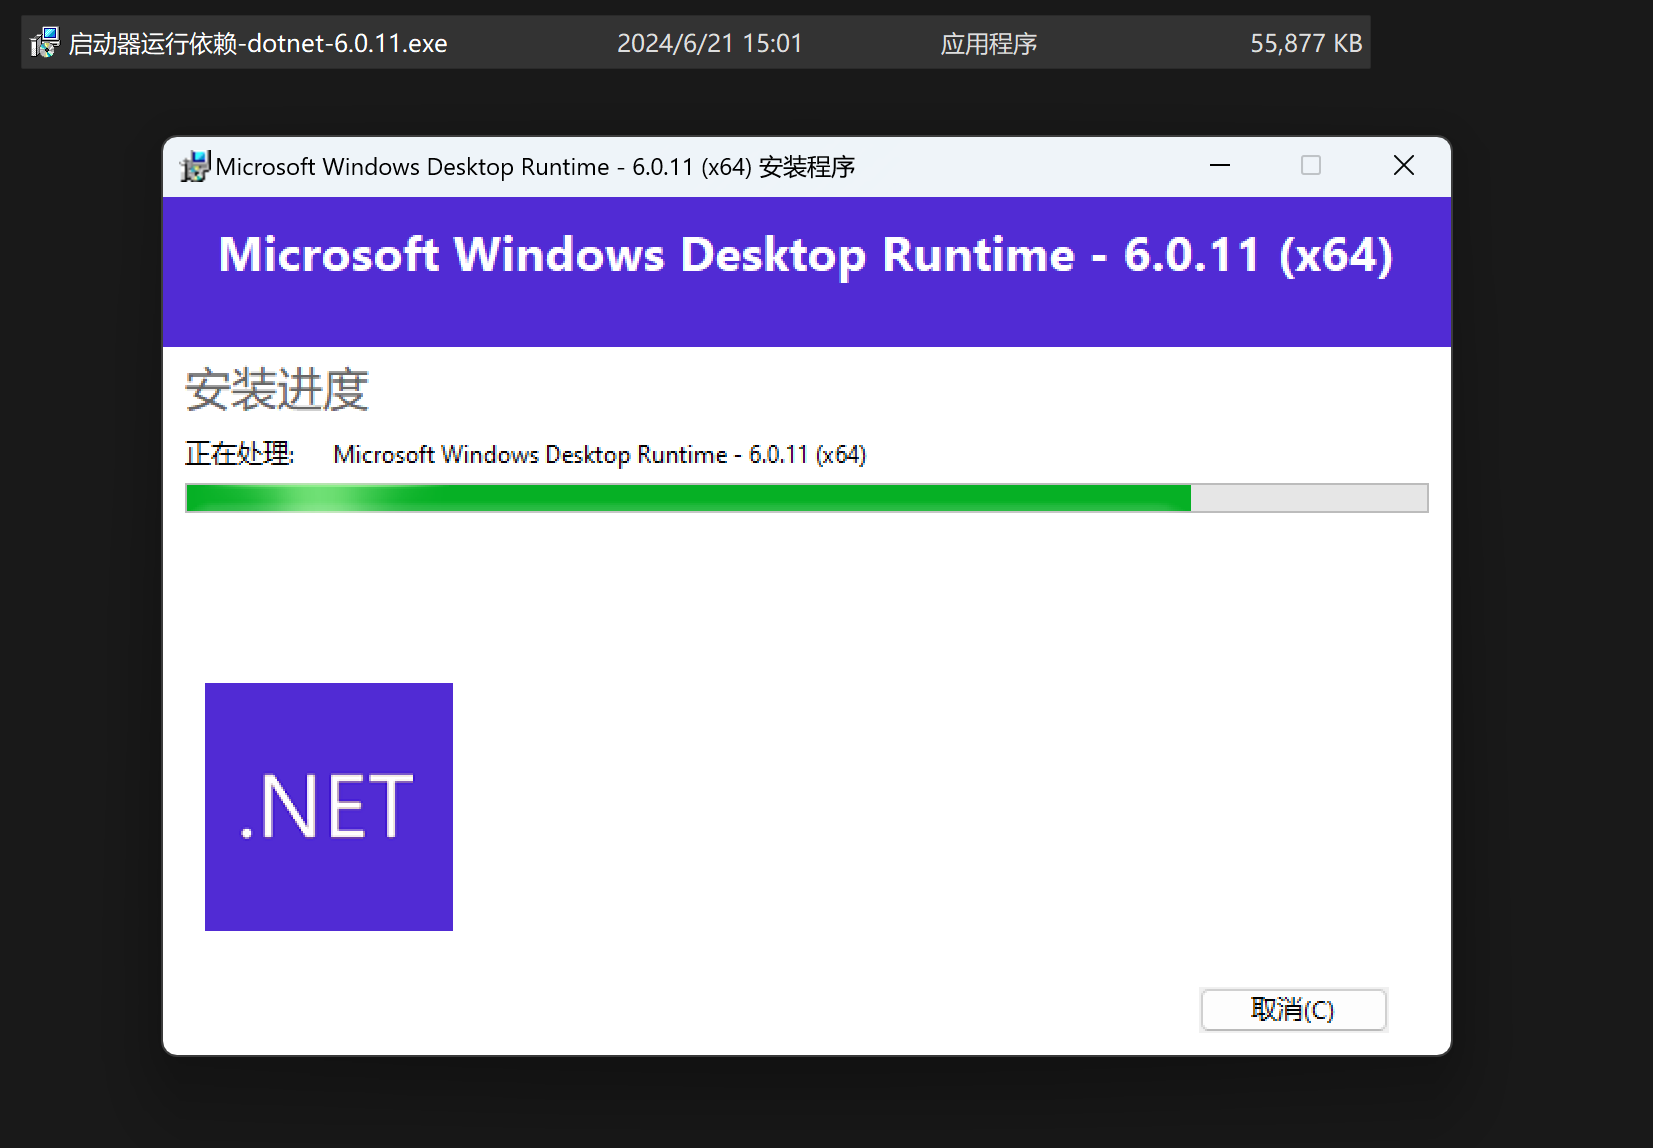 启动器运行依赖-dotnet-6.0.11.exe 2024/6/21 15:01 应用程序 55,877 KB
Microsoft Windows Desktop Runtime - 6.0.11 (x64) 安装程序
Microsoft Windows Desktop Runtime - 6.0.11 (x64)
安装进度
正在处理: Microsoft Windows Desktop Runtime - 6.0.11 (x64)
.NET
取消(C)